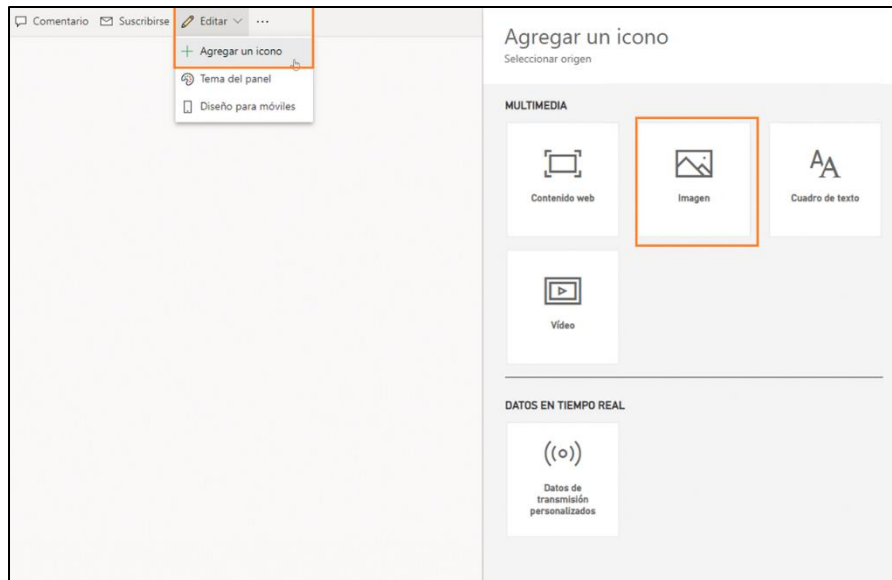 Comentario Suscribirse Editar ...
Agregar un icono
Tema del panel
Diseño para móviles
Agregar un icono
Seleccionar origen
MULTIMEDIA
Contenido web Imagen Cuadro de texto
Vídeo
DATOS EN TIEMPO REAL
Datos de
transmisión
personalizados